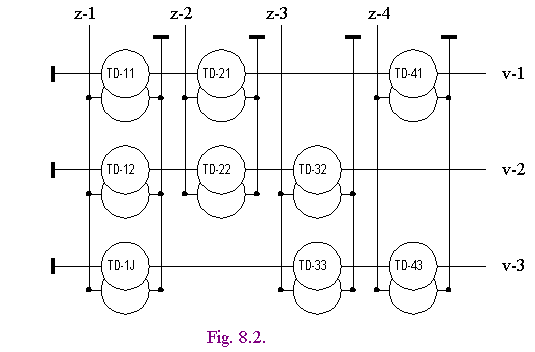 z-1 z-2 z-3 z-4
TD-11 TD-21 TD-41 v-1
TD-12 TD-22 TD-32 v-2
TD-1J TD-33 TD-43 v-3
Fig. 8.2.